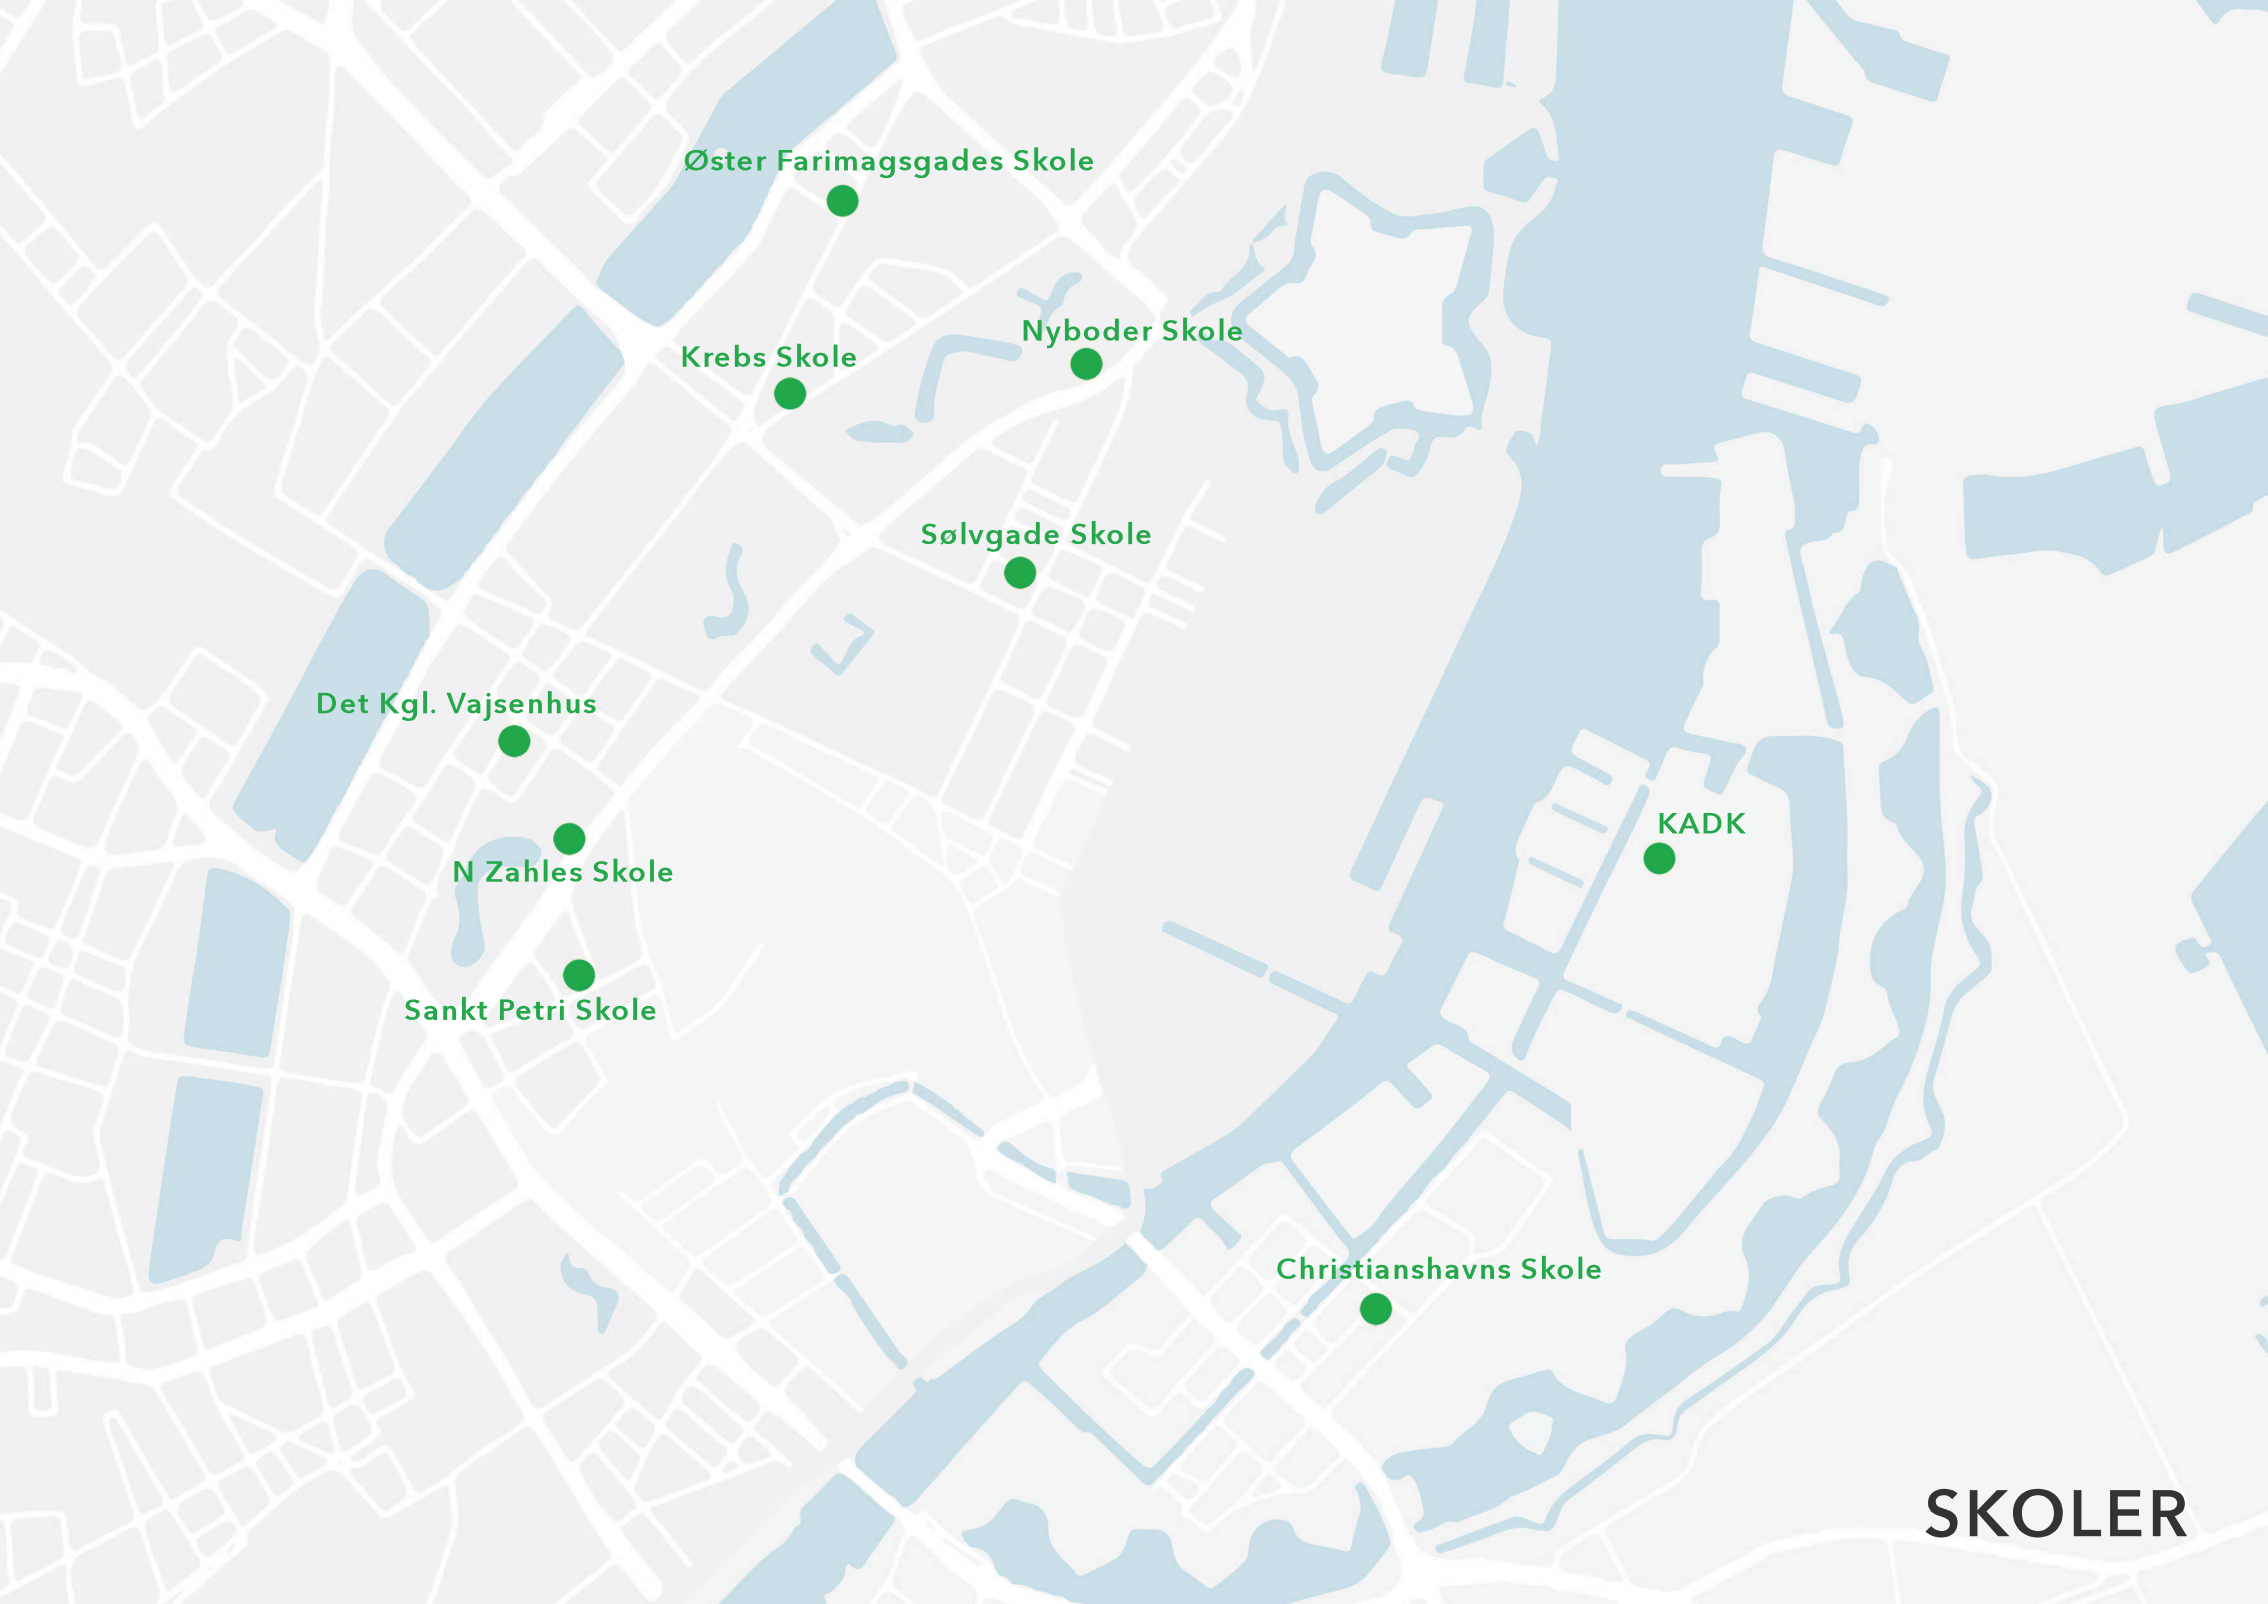 Øster Farimagsgades Skole
Nyboder Skole
Krebs Skole
Sølvgade Skole
Det Kgl. Vajsenhus
KADK
N Zahles Skole
Sankt Petri Skole
Christianshavns Skole
SKOLER